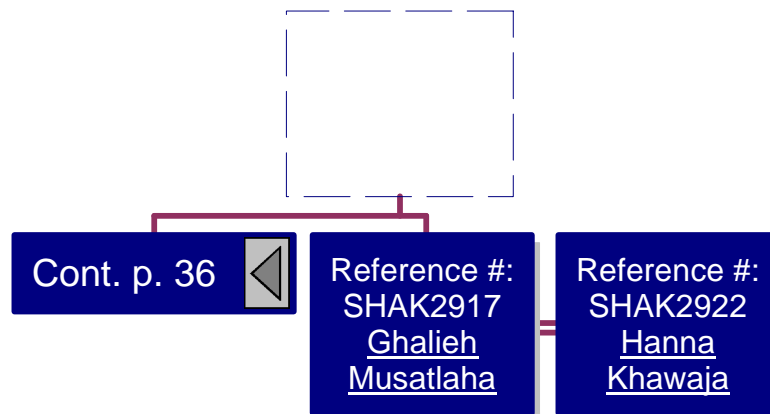 Cont. p. 36
Reference #:
SHAK2917
Ghalieh
Musatlaha
Reference #:
SHAK2922
Hanna
Khawaja